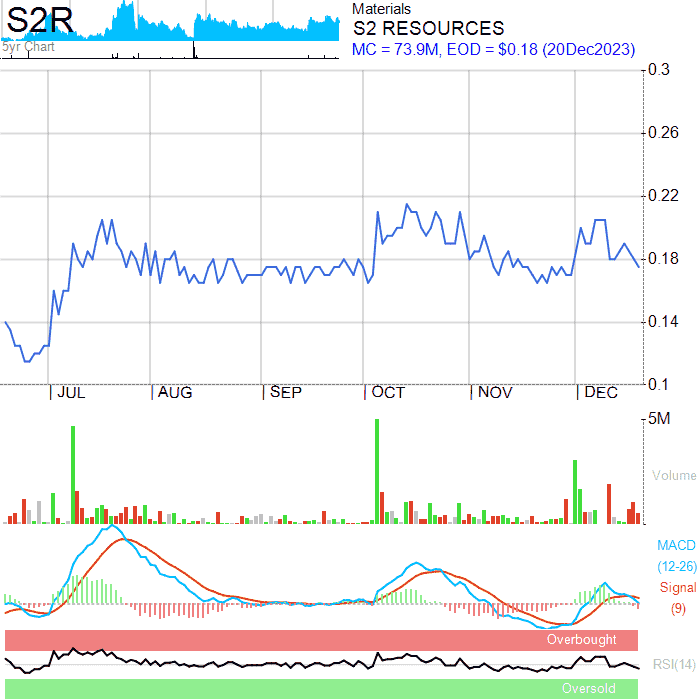 S2R
5yr Chart
Materials
S2 RESOURCES
MC = 73.9M, EOD = $0.18 (20Dec2023)
0.3
0.26
0.22
0.18
0.14
0.1
JUL AUG SEP OCT NOV DEC
5M
Volume
MACD
(12-26)
Signal
(9)
Overbought
RSI(14)
Oversold